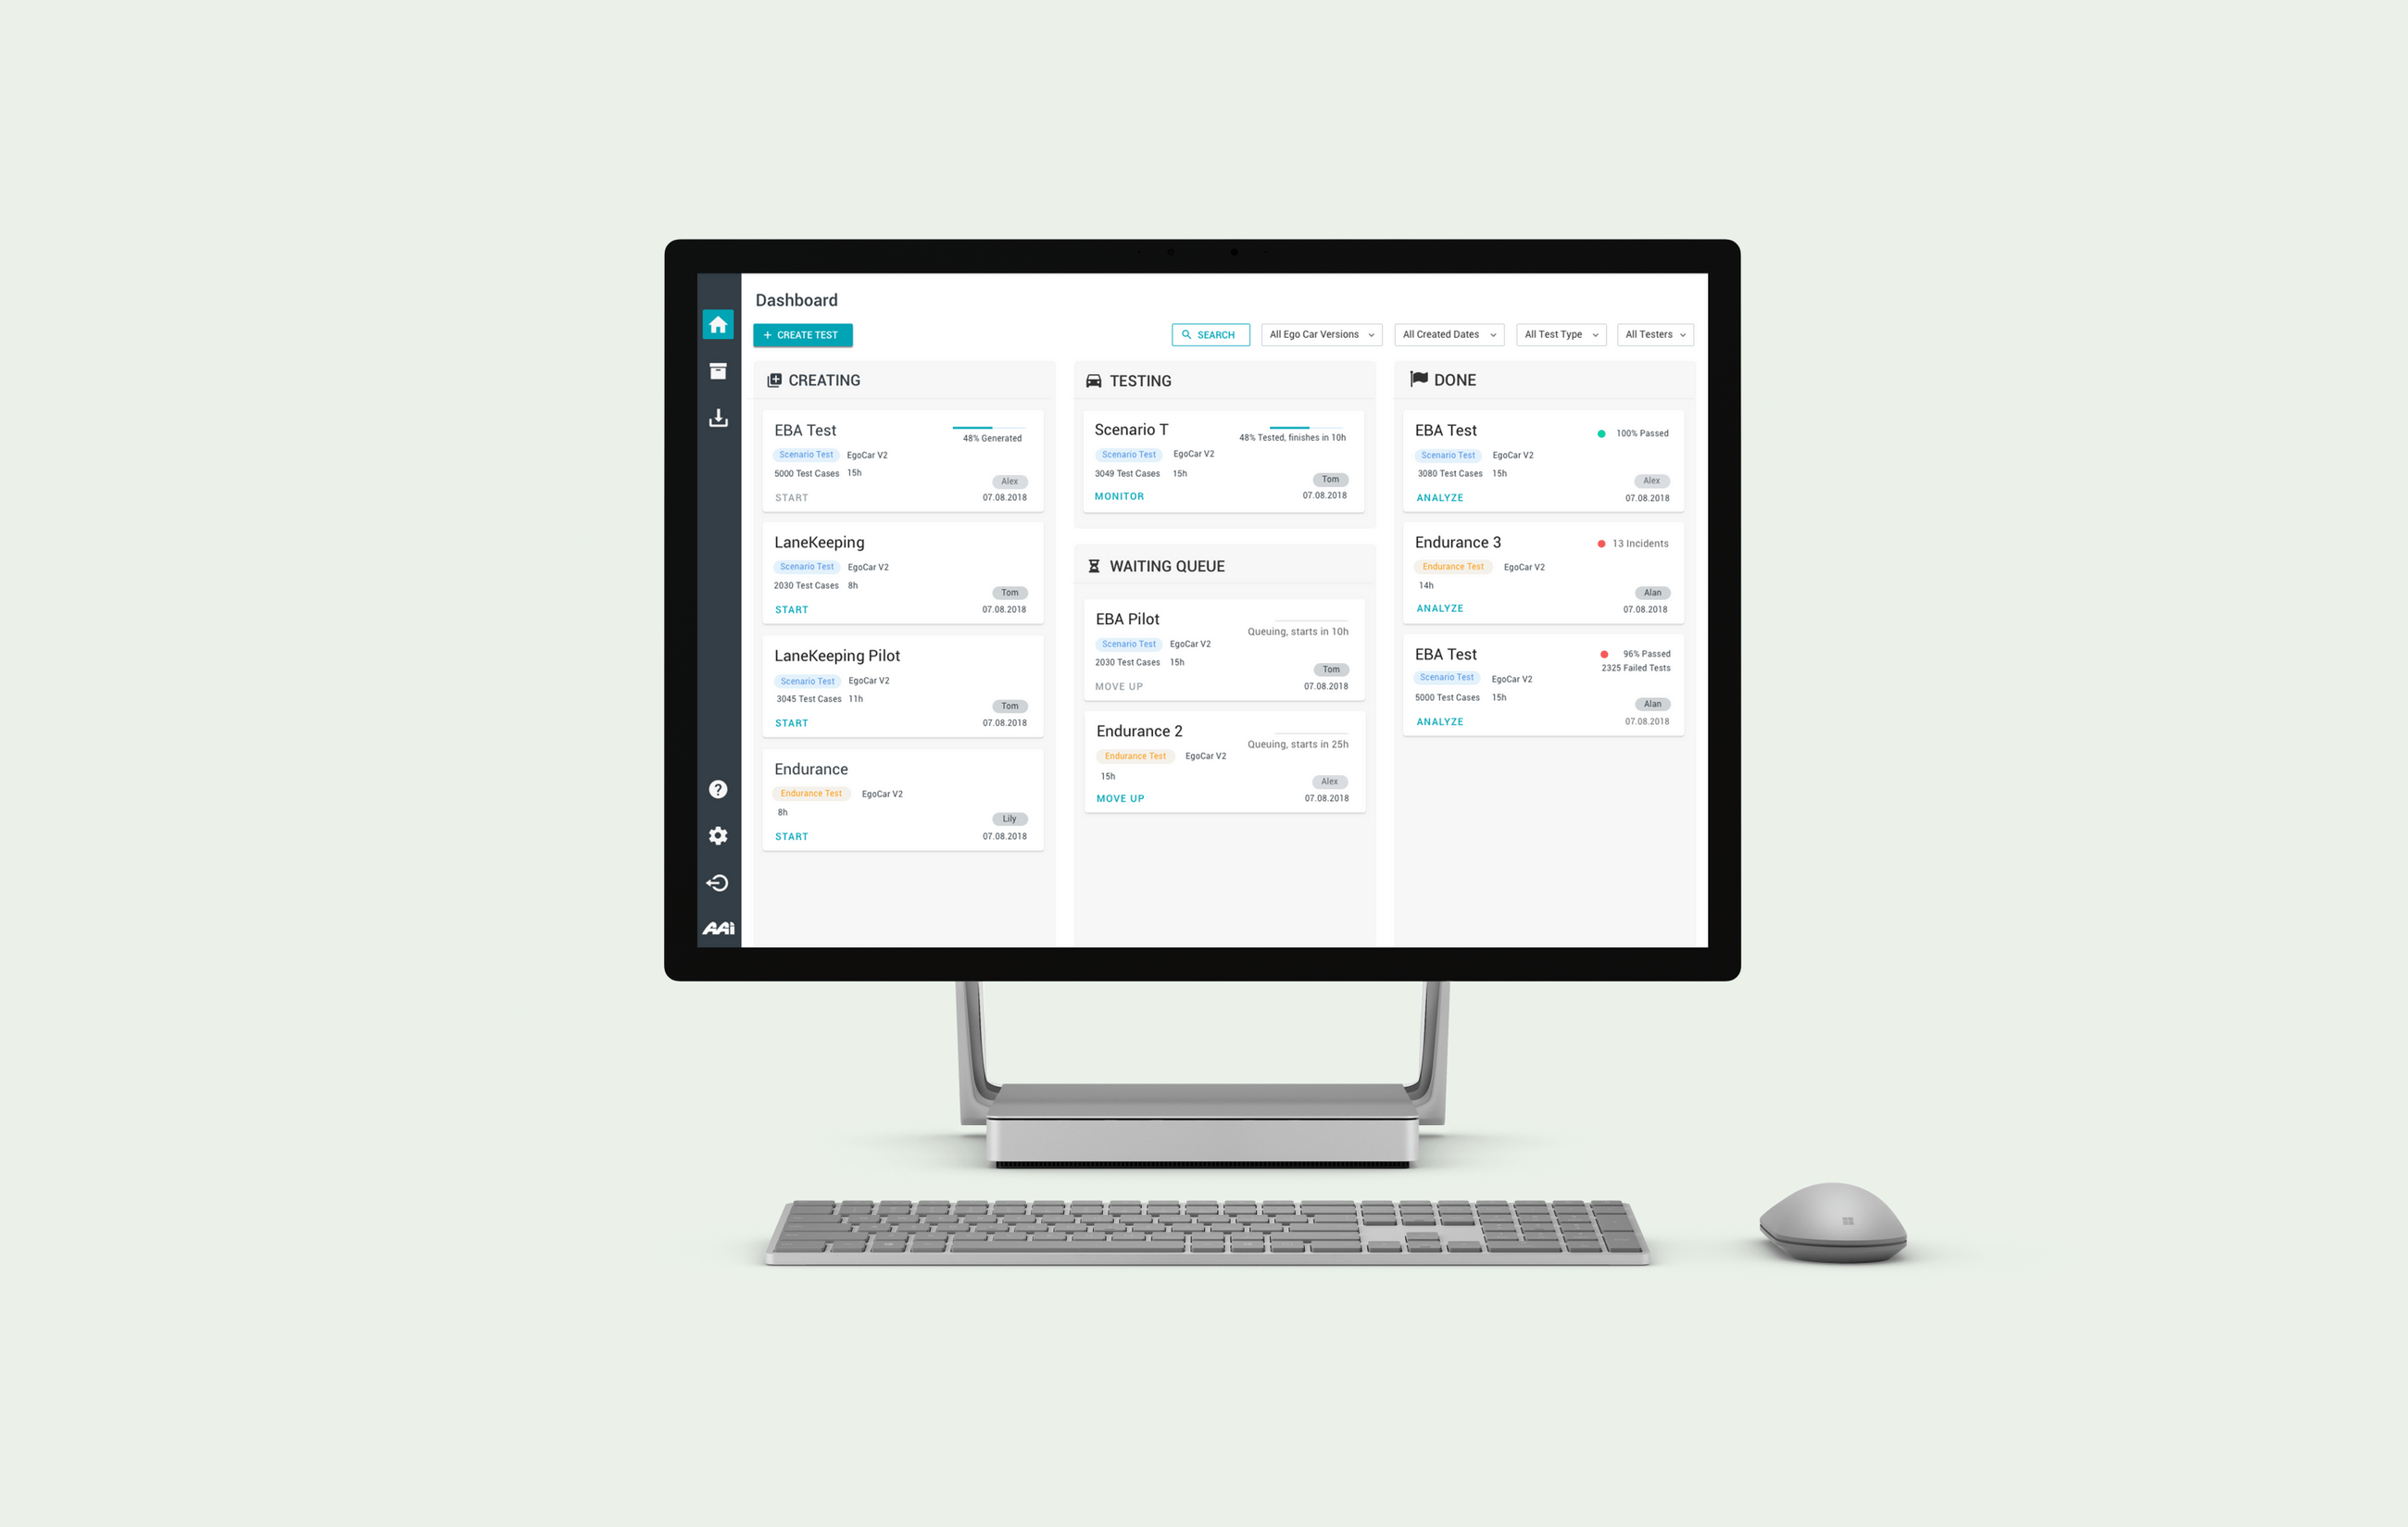 Dashboard
+ CREATE TEST
SEARCH
All Ego Car Versions
All Created Dates
All Test Type
All Testers
CREATING
EBA Test
48% Generated
Scenario Test EgoCar V2
5000 Test Cases 15h
Alex
START 07.08.2018
LaneKeeping
Scenario Test EgoCar V2
2030 Test Cases 8h
Tom
START 07.08.2018
LaneKeeping Pilot
Scenario Test EgoCar V2
3045 Test Cases 11h
Tom
START 07.08.2018
Endurance
Endurance Test EgoCar V2
8h
Lily
START 07.08.2018
TESTING
Scenario T
48% Tested, finishes in 10h
Scenario Test EgoCar V2
3049 Test Cases 15h
Tom
MONITOR 07.08.2018
WAITING QUEUE
EBA Pilot
Queuing, starts in 10h
Scenario Test EgoCar V2
2030 Test Cases 15h
Tom
MOVE UP 07.08.2018
Endurance 2
Queuing, starts in 25h
Endurance Test EgoCar V2
15h
Alex
MOVE UP 07.08.2018
DONE
EBA Test 100% Passed
Scenario Test EgoCar V2
3080 Test Cases 15h
Alex
ANALYZE 07.08.2018
Endurance 3 13 Incidents
Endurance Test EgoCar V2
14h
Alan
ANALYZE 07.08.2018
EBA Test 96% Passed
2325 Failed Tests
Scenario Test EgoCar V2
5000 Test Cases 15h
Alan
ANALYZE 07.08.2018
AAi